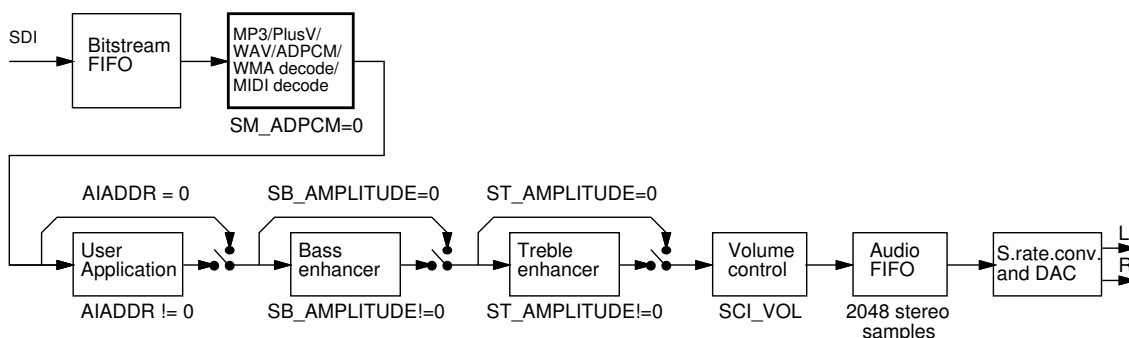 SDI
Bitstream
FIFO
MP3/PlusV/
WAV/ADPCM/
WMA decode/
MIDI decode
SM_ADPCM=0
AIADDR = 0
SB_AMPLITUDE=0
ST_AMPLITUDE=0
User
Application
Bass
enhancer
Treble
enhancer
Volume
control
Audio
FIFO
S.rate.conv.
and DAC
L
R
AIADDR != 0
SB_AMPLITUDE!=0
ST_AMPLITUDE!=0
SCI_VOL
2048 stereo
samples